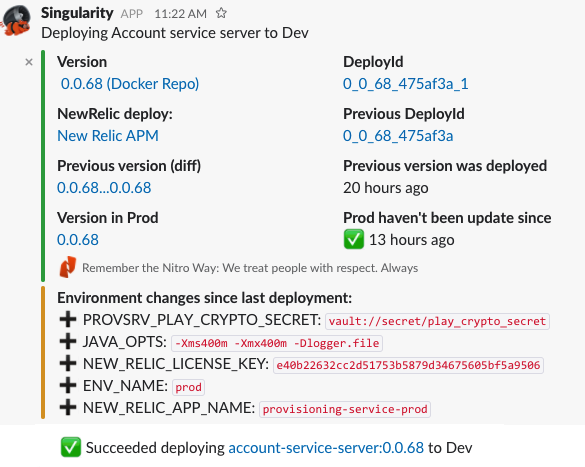 Singularity APP 11:22 AM
Deploying Account service server to Dev
Version
0.0.68 (Docker Repo)
DeployId
0_0_68_475af3a_1
NewRelic deploy:
New Relic APM
Previous DeployId
0_0_68_475af3a
Previous version (diff)
0.0.68...0.0.68
Previous version was deployed
20 hours ago
Version in Prod
0.0.68
Prod haven't been update since
13 hours ago
Remember the Nitro Way: We treat people with respect. Always
Environment changes since last deployment:
PROVSRV_PLAY_CRYPTO_SECRET: vault://secret/play_crypto_secret
JAVA_OPTS: -Xms400m -Xmx400m -Dlogger.file
NEW_RELIC_LICENSE_KEY: e40b22632cc2d51753b5879d34675605bf5a9506
ENV_NAME: prod
NEW_RELIC_APP_NAME: provisioning-service-prod
Succeeded deploying account-service-server:0.0.68 to Dev